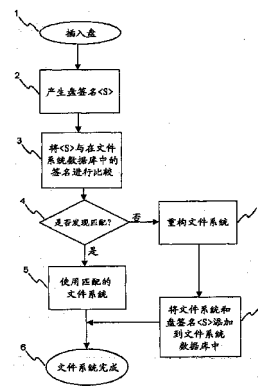 1
插入盘
2
产生盘签名<S>
3
将<S>与在文件
系统数据库中的
签名进行比较
4
是否发现匹配?
否
重构文件系统
是
5
使用匹配的
文件系统
将文件系统和
盘签名<S>添加
到文件系统
数据库中
6
文件系统完成